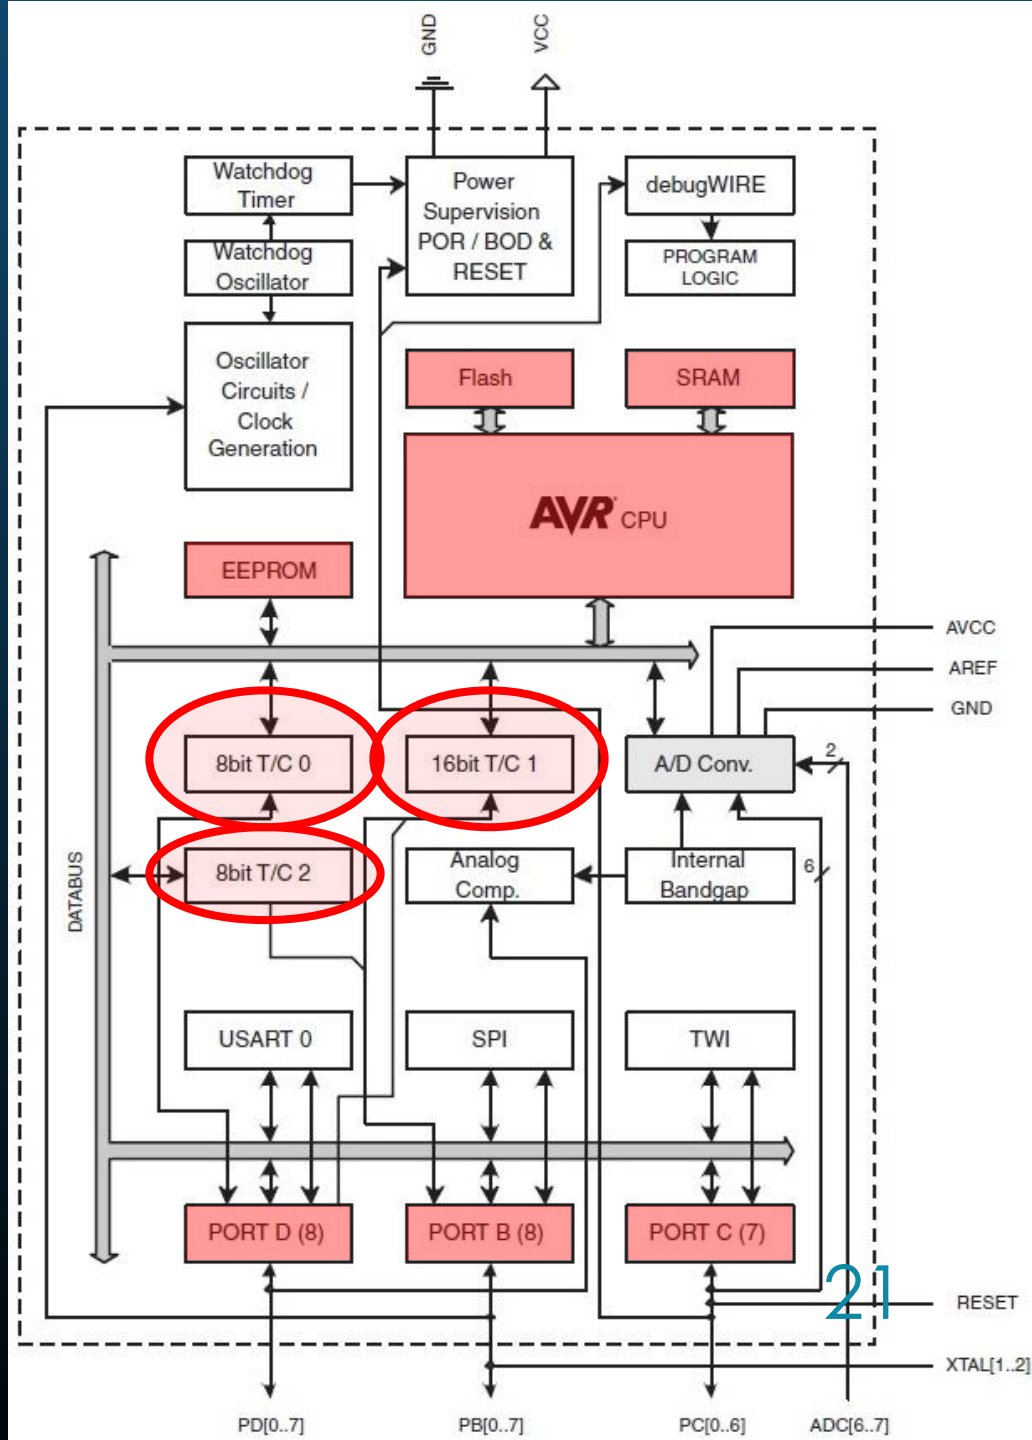 GND
VCC
Watchdog
Timer
Power
Supervision
POR / BOD &
RESET
debugWIRE
Watchdog
Oscillator
PROGRAM
LOGIC
Oscillator
Circuits /
Clock
Generation
Flash
SRAM
AVR CPU
EEPROM
AVCC
AREF
GND
8bit T/C 0
16bit T/C 1
A/D Conv.
2
DATABUS
8bit T/C 2
Analog
Comp.
Internal
Bandgap
6
USART 0
SPI
TWI
PORT D (8)
PORT B (8)
PORT C (7)
21
RESET
XTAL[1..2]
PD[0..7]
PB[0..7]
PC[0..6]
ADC[6..7]